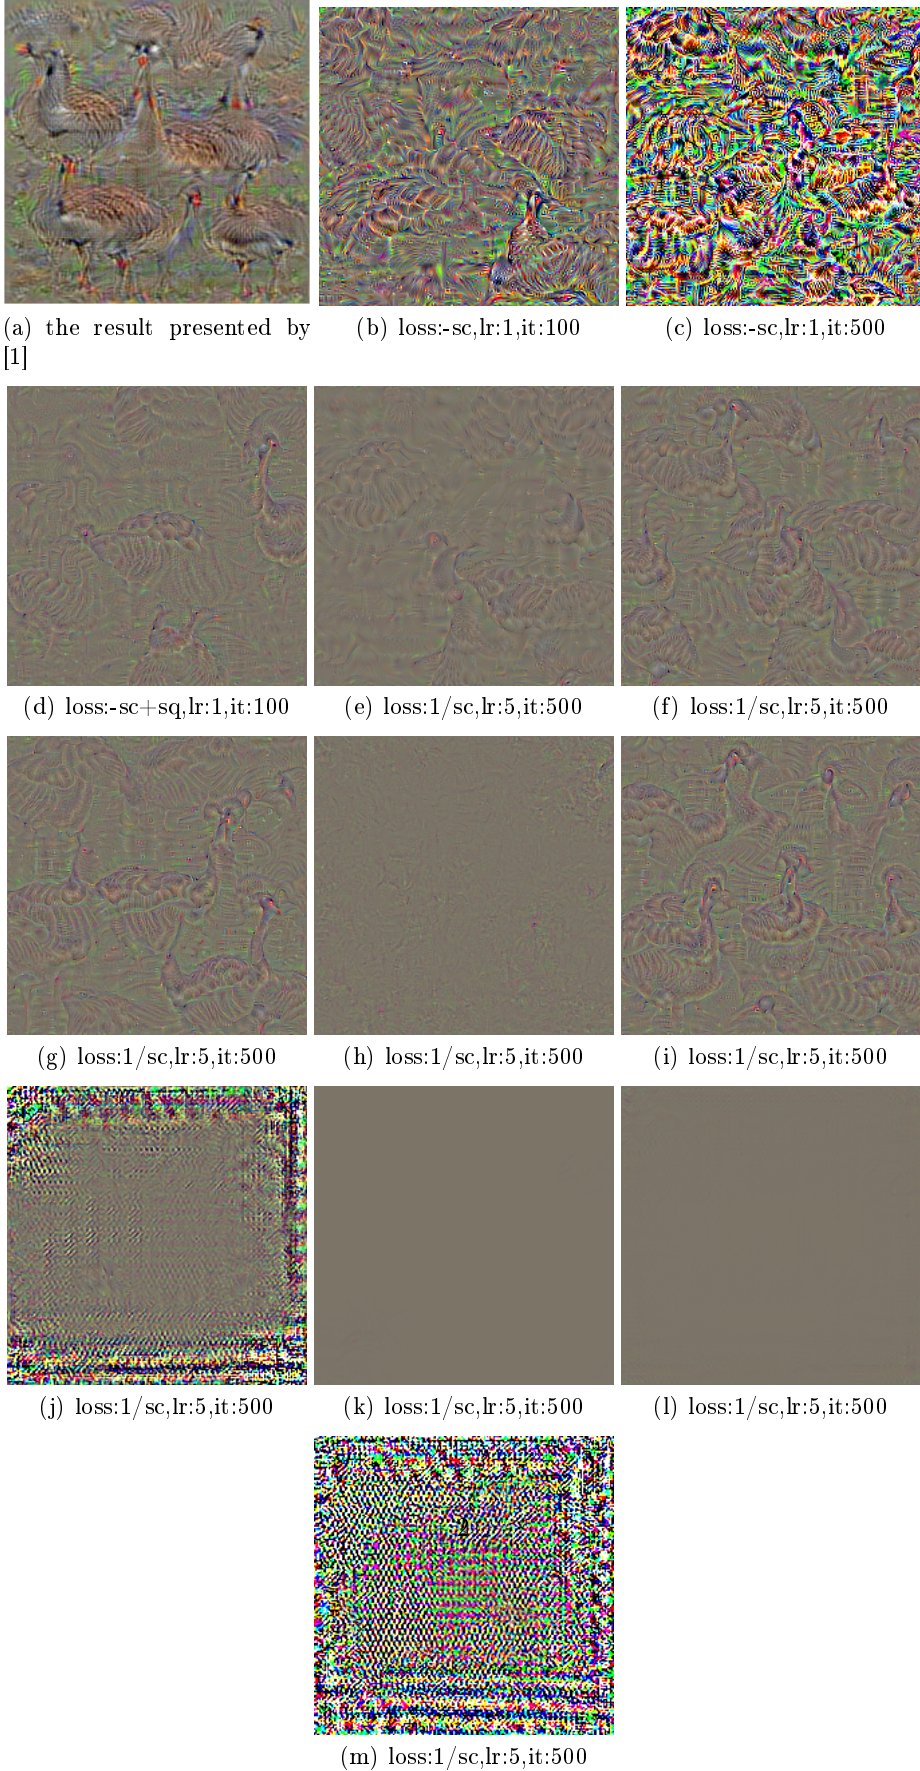 (a) the result presented by
[1]
(b) loss:-sc,lr:1,it:100
(c) loss:-sc,lr:1,it:500
(d) loss:-sc+sq,lr:1,it:100
(e) loss:1/sc,lr:5,it:500
(f) loss:1/sc,lr:5,it:500
(g) loss:1/sc,lr:5,it:500
(h) loss:1/sc,lr:5,it:500
(i) loss:1/sc,lr:5,it:500
(j) loss:1/sc,lr:5,it:500
(k) loss:1/sc,lr:5,it:500
(l) loss:1/sc,lr:5,it:500
(m) loss:1/sc,lr:5,it:500